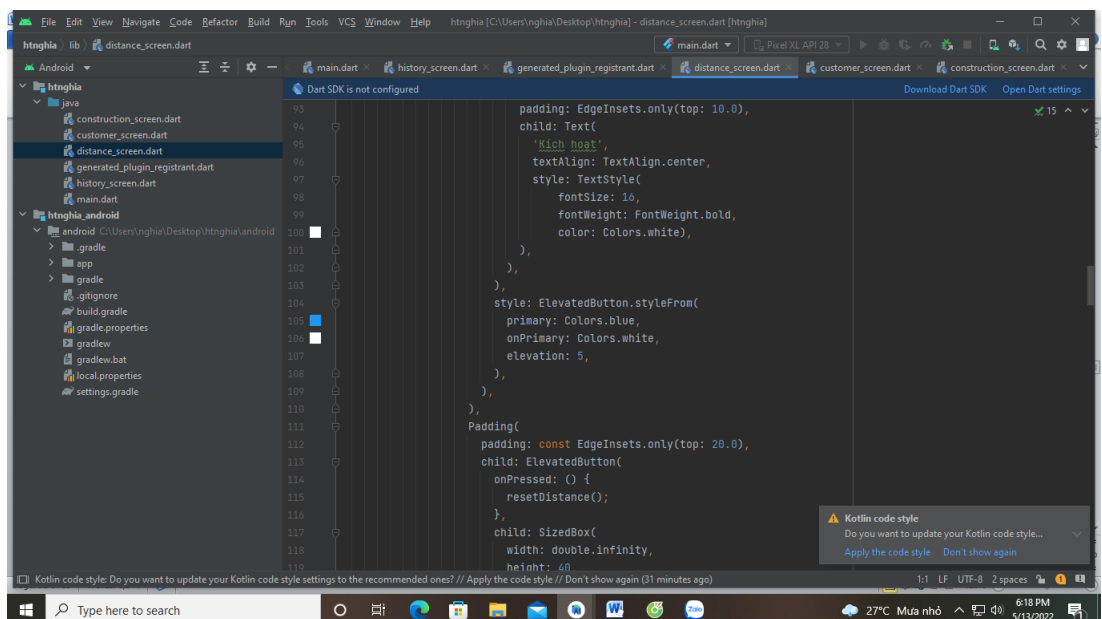 File Edit View Navigate Code Refactor Build Run Tools VCS Window Help htnghia [C:\Users\nghia\Desktop\htnghia] - distance_screen.dart [htnghia]
htnghia lib distance_screen.dart main.dart Pixel XL API 28
Android main.dart history_screen.dart generated_plugin_registrant.dart distance_screen.dart customer_screen.dart construction_screen.dart
htnghia
java
construction_screen.dart
customer_screen.dart
distance_screen.dart
generated_plugin_registrant.dart
history_screen.dart
main.dart
htnghia_android
android C:\Users\nghia\Desktop\htnghia\android
.gradle
app
gradle
.gitignore
build.gradle
gradle.properties
gradlew
gradlew.bat
local.properties
settings.gradle
Dart SDK is not configured Download Dart SDK Open Dart settings
15
93 padding: EdgeInsets.only(top: 10.0),
94 child: Text(
95 'Kich hoat',
96 textAlign: TextAlign.center,
97 style: TextStyle(
98 fontSize: 16,
99 fontWeight: FontWeight.bold,
100 color: Colors.white),
101 ),
102 ),
103 ),
104 style: ElevatedButton.styleFrom(
105 primary: Colors.blue,
106 onPrimary: Colors.white,
107 elevation: 5,
108 ),
109 ),
110 ),
111 Padding(
112 padding: const EdgeInsets.only(top: 20.0),
113 child: ElevatedButton(
114 onPressed: () {
115 resetDistance();
116 },
117 child: SizedBox(
118 width: double.infinity,
119 height: 40,
Kotlin code style
Do you want to update your Kotlin code style...
Apply the code style Don't show again
Kotlin code style: Do you want to update your Kotlin code style settings to the recommended ones? // Apply the code style // Don't show again (31 minutes ago) 1:1 LF UTF-8 2 spaces 1
Type here to search Zalo 27°C Mưa nhỏ 6:18 PM
5/13/2022